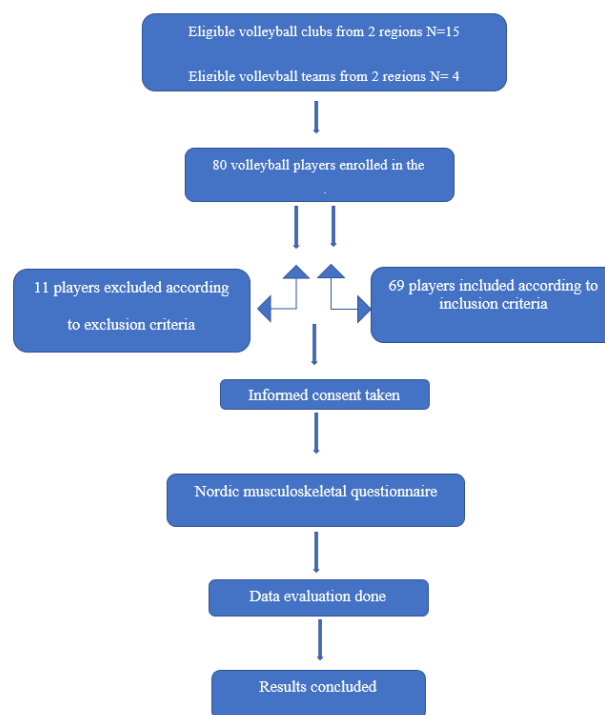 Eligible volleyball clubs from 2 regions N=15
Eligible volleyball teams from 2 regions N= 4
80 volleyball players enrolled in the
.
11 players excluded according
to exclusion criteria
69 players included according to
inclusion criteria
Informed consent taken
Nordic musculoskeletal questionnaire
Data evaluation done
Results concluded